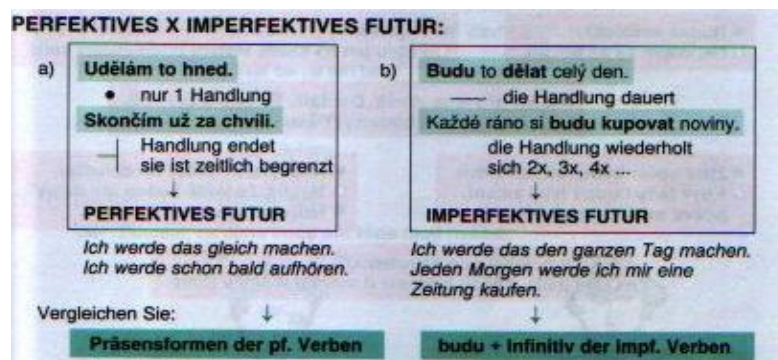 PERFEKTIVES X IMPERFEKTIVES FUTUR:
a)
Udělám to hned.
• nur 1 Handlung
Skončím už za chvíli.
Handlung endet
sie ist zeitlich begrenzt
↓
PERFEKTIVES FUTUR
Ich werde das gleich machen.
Ich werde schon bald aufhören.
b)
Budu to dělat celý den.
— die Handlung dauert
Každé ráno si budu kupovat noviny.
die Handlung wiederholt
sich 2x, 3x, 4x ...
↓
IMPERFEKTIVES FUTUR
Ich werde das den ganzen Tag machen.
Jeden Morgen werde ich mir eine
Zeitung kaufen.
Vergleichen Sie:
↓
Präsensformen der pf. Verben
↓
budu + Infinitiv der impf. Verben